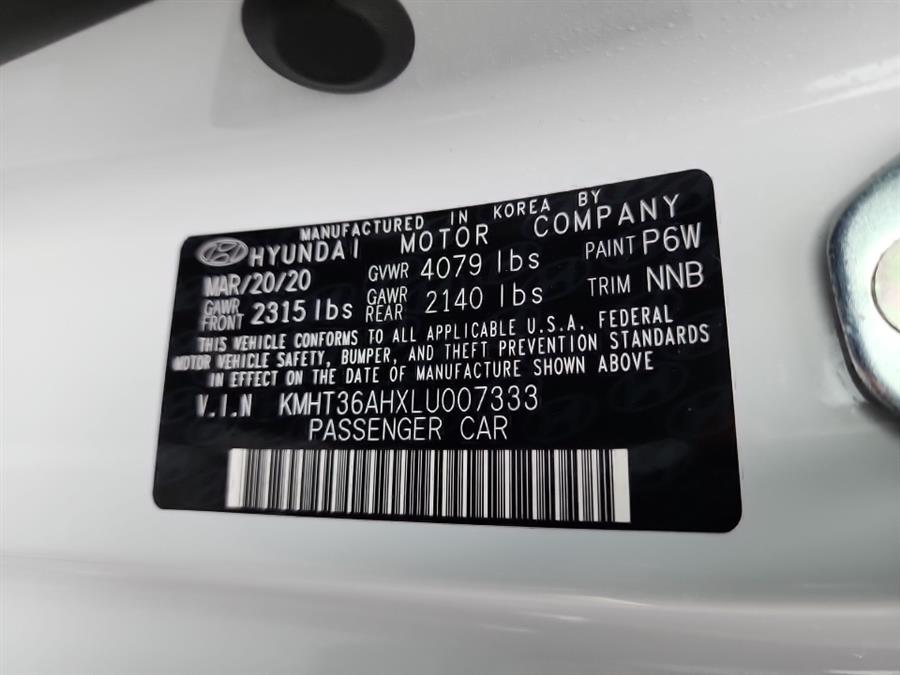 MANUFACTURED IN KOREA BY
HYUNDAI MOTOR COMPANY
MAR/20/20 GVWR 4079 lbs PAINT P6W
GAWR FRONT 2315 lbs GAWR REAR 2140 lbs TRIM NNB
THIS VEHICLE CONFORMS TO ALL APPLICABLE U.S.A. FEDERAL
MOTOR VEHICLE SAFETY, BUMPER, AND THEFT PREVENTION STANDARDS
IN EFFECT ON THE DATE OF MANUFACTURE SHOWN ABOVE
V.I.N KMHT36AHXLU007333
PASSENGER CAR